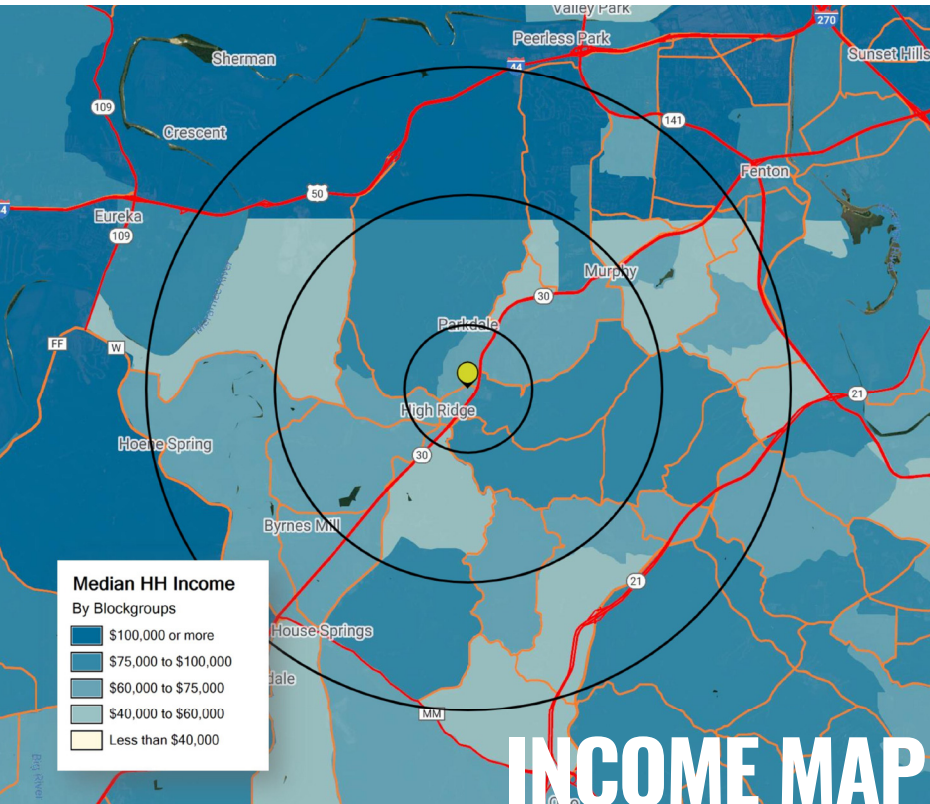 Valley Park
270
Peerless Park
Sunset Hills
Sherman
44
109
141
Crescent
Fenton
50
Eureka
109
Murphy
30
Parkdale
FF
W
21
High Ridge
Hoene Spring
30
Byrnes Mill
21
House Springs
Median HH Income
By Blockgroups
$100,000 or more
$75,000 to $100,000
$60,000 to $75,000
$40,000 to $60,000
Less than $40,000
dale
MM
Big River
INCOME MAP